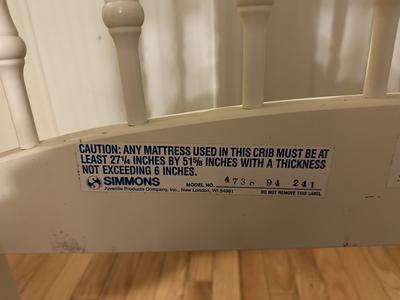 CAUTION: ANY MATTRESS USED IN THIS CRIB MUST BE AT
LEAST 27¼ INCHES BY 51⅝ INCHES WITH A THICKNESS
NOT EXCEEDING 6 INCHES.
SIMMONS MODEL NO. 4738 94 241
Juvenile Products Company, Inc., New London, WI 54961 DO NOT REMOVE THIS LABEL